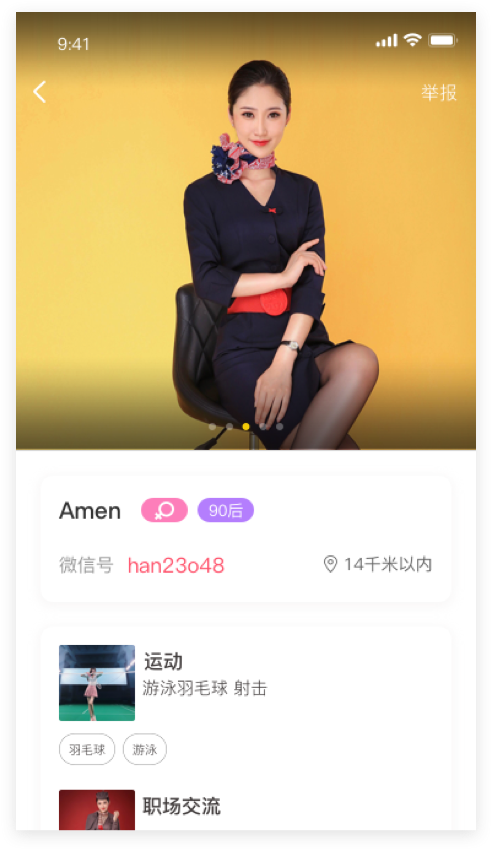 9:41
举报
Amen
90后
微信号 han23o48
14千米以内
运动
游泳羽毛球 射击
羽毛球
游泳
职场交流